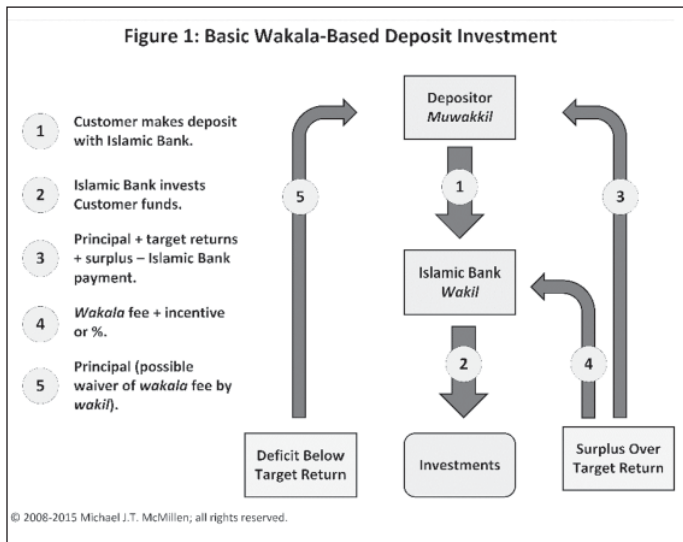 Figure 1: Basic Wakala-Based Deposit Investment
1
Customer makes deposit
with Islamic Bank.
2
Islamic Bank invests
Customer funds.
3
Principal + target returns
+ surplus – Islamic Bank
payment.
4
Wakala fee + incentive
or %.
5
Principal (possible
waiver of wakala fee by
wakil).
Depositor
Muwakkil
1
5
3
Islamic Bank
Wakil
2
4
Deficit Below
Target Return
Investments
Surplus Over
Target Return
© 2008-2015 Michael J.T. McMillen; all rights reserved.